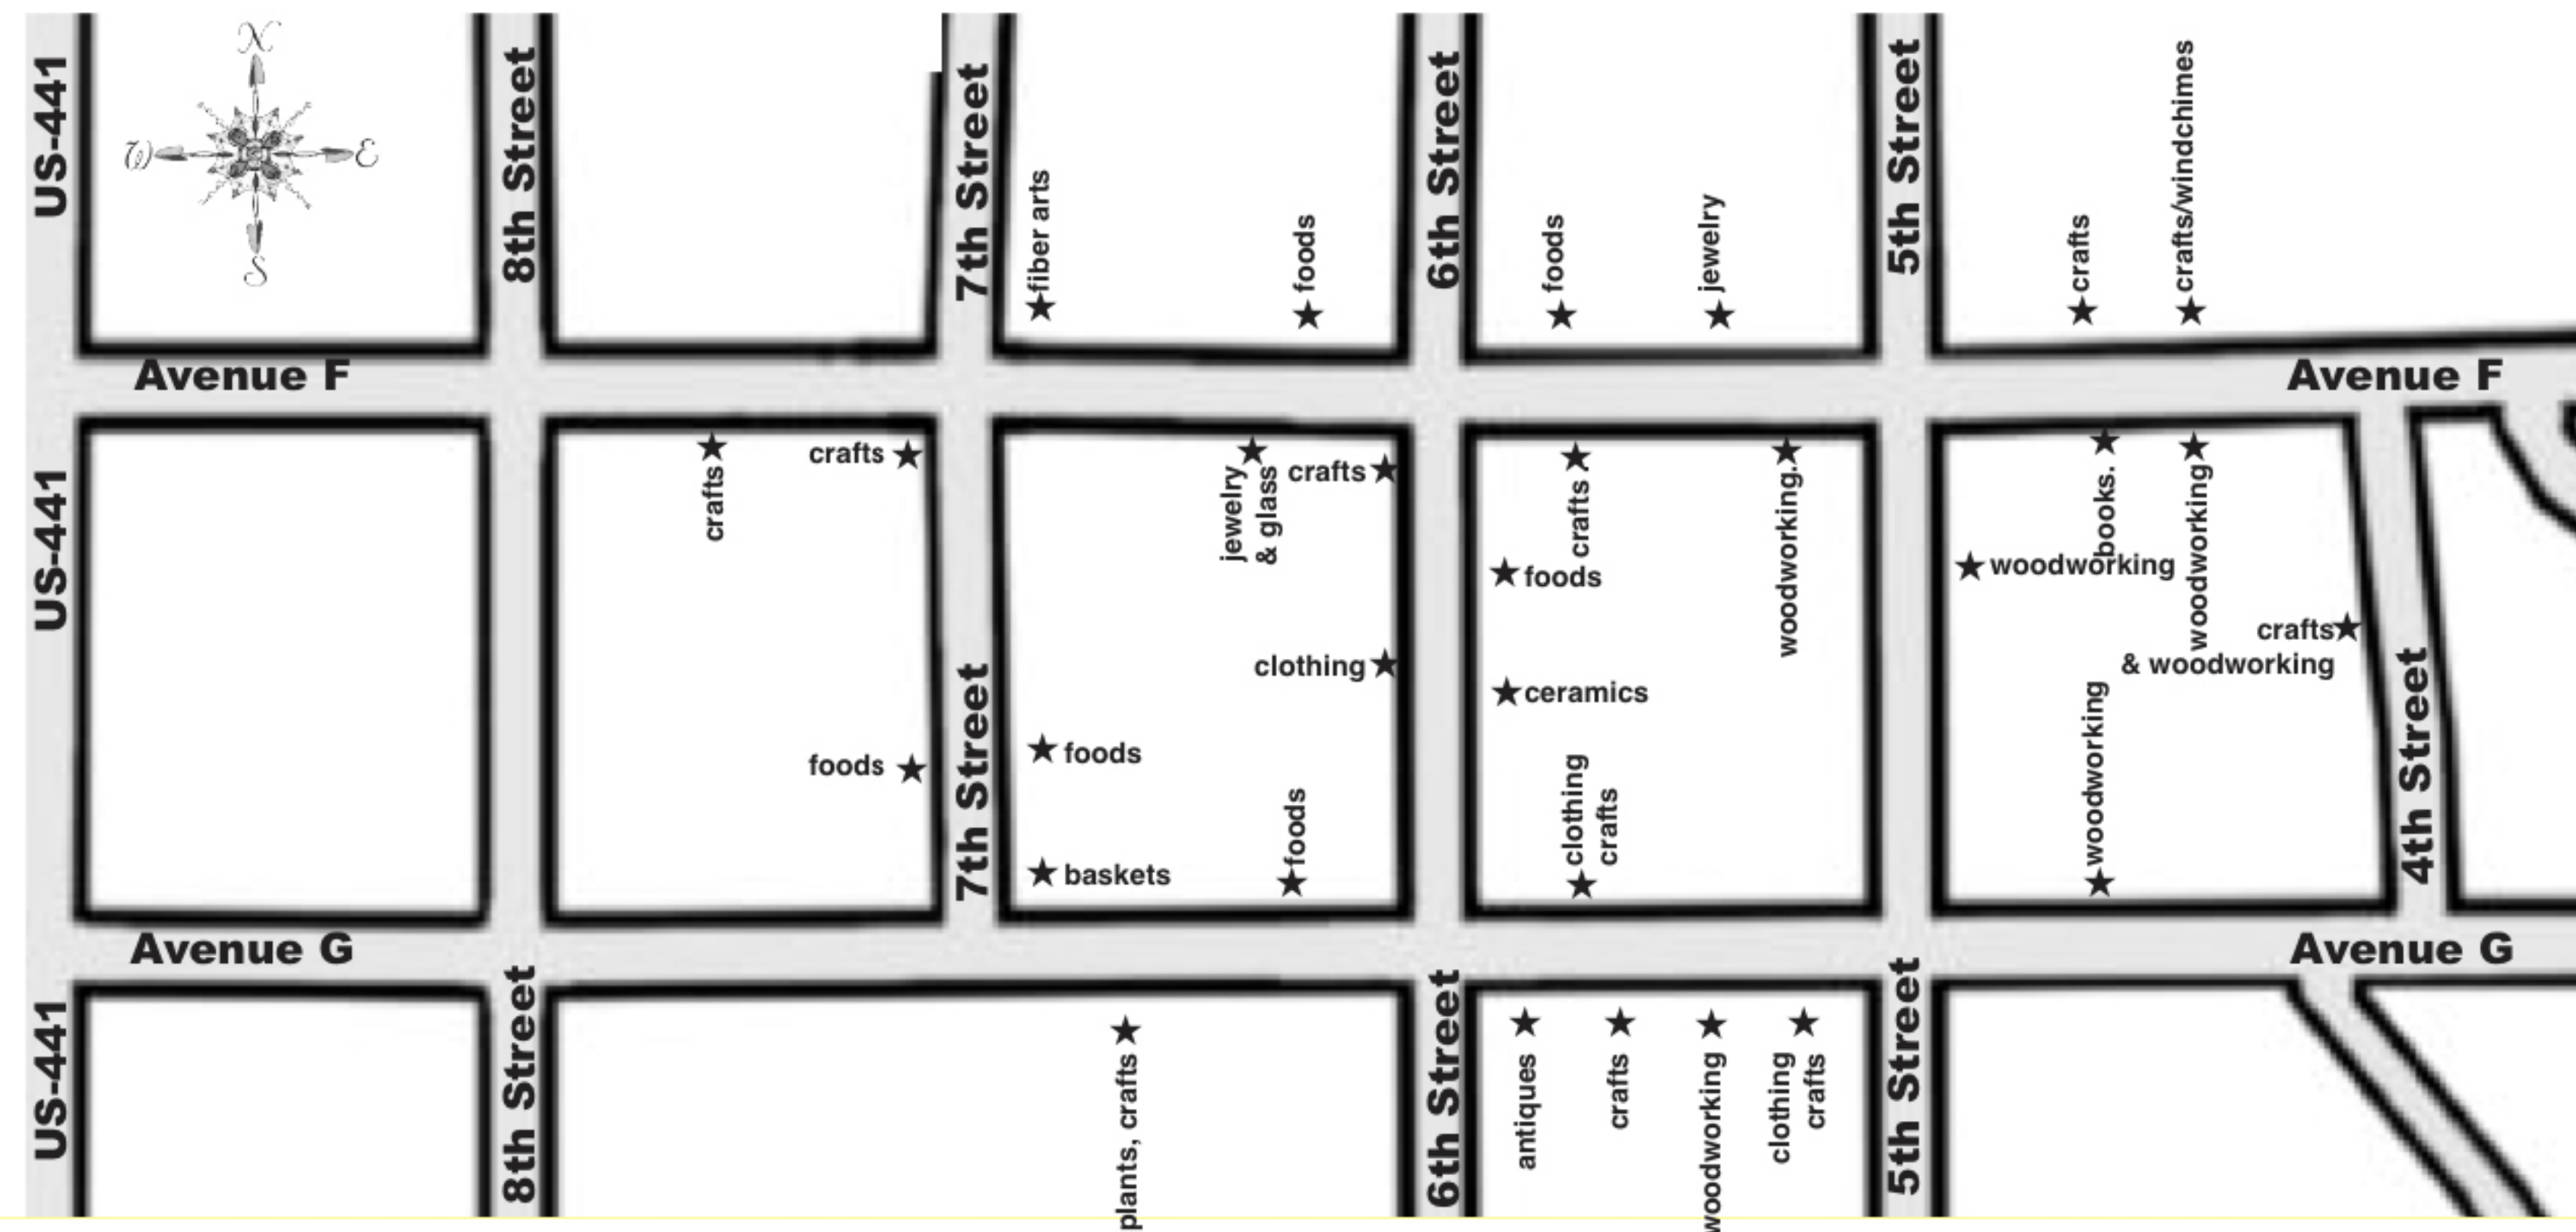 N
W
E
S
US-441
8th Street
7th Street
6th Street
5th Street
fiber arts
foods
foods
jewelry
crafts
crafts/windchimes
Avenue F
Avenue F
US-441
crafts
crafts
foods
jewelry
& glass
crafts
clothing
foods
baskets
foods
7th Street
crafts.
foods
ceramics
clothing
crafts
woodworking.
books.
woodworking
woodworking
crafts
& woodworking
woodworking
4th Street
Avenue G
Avenue G
US-441
8th Street
plants, crafts
6th Street
antiques
crafts
woodworking
clothing
crafts
5th Street